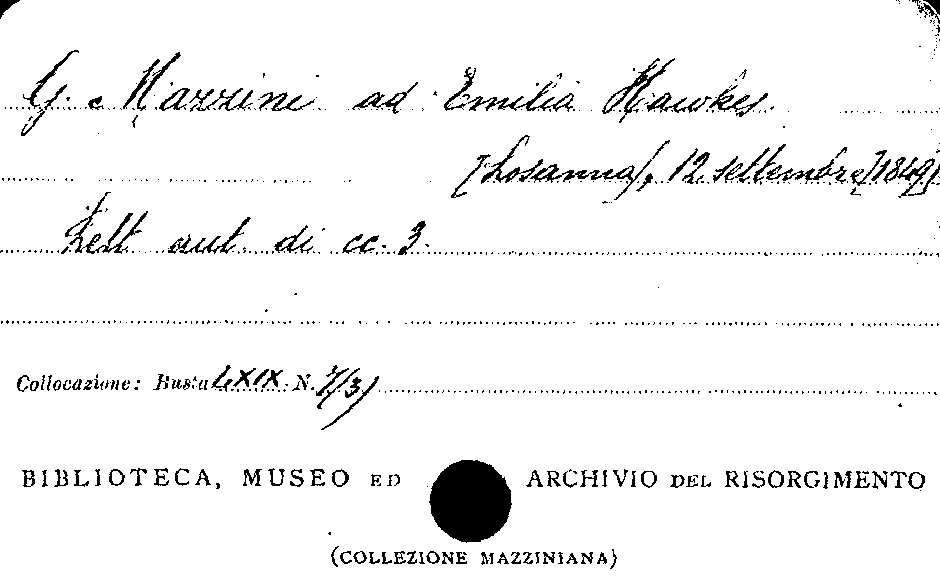 G. Mazzini ad Emilia Hawkes.
[Losanna], 12 settembre [1849]
Lett. aut. di cc. 3.
Collocazione: Busta LXIX N. 7(3)
BIBLIOTECA, MUSEO ED ARCHIVIO DEL RISORGIMENTO
(COLLEZIONE MAZZINIANA)